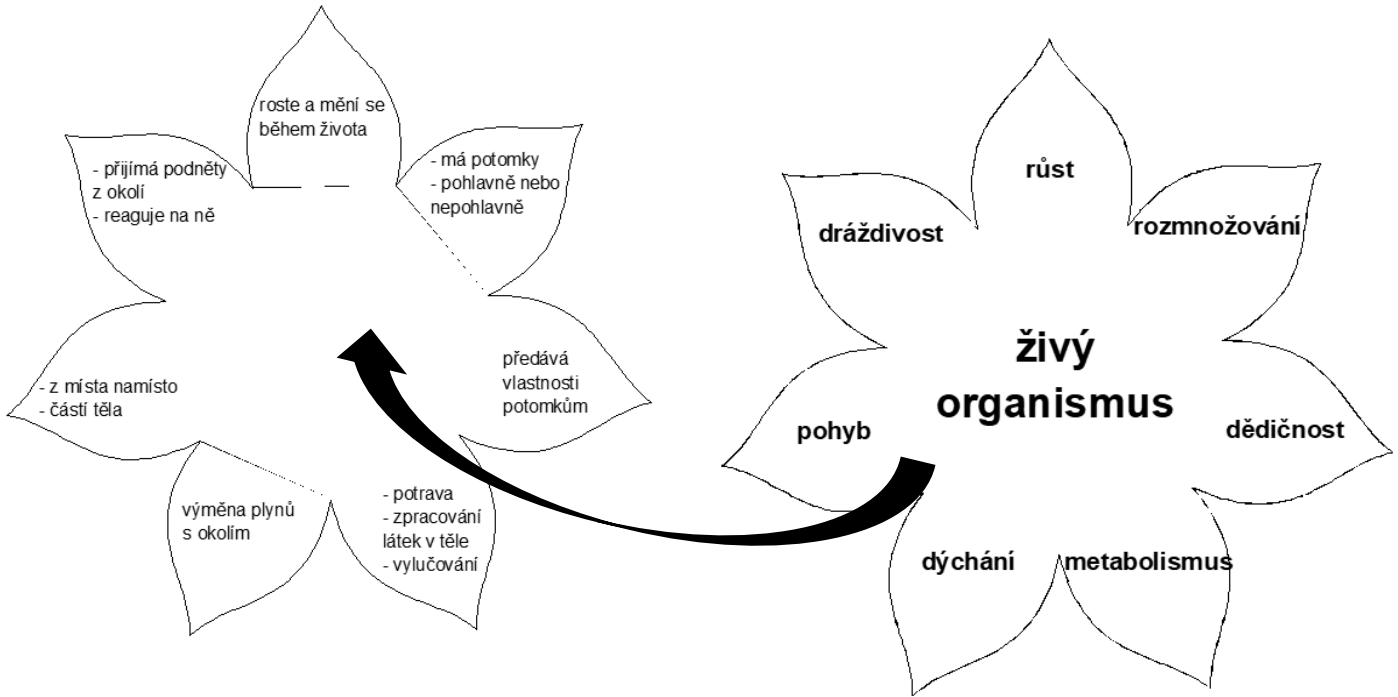 roste a mění se
během života
- přijímá podněty
z okolí
- reaguje na ně
- má potomky
- pohlavně nebo
nepohlavně
- z místa namísto
- částí těla
předává
vlastnosti
potomkům
výměna plynů
s okolím
- potrava
- zpracování
látek v těle
- vylučování
růst
dráždivost
rozmnožování
živý
organismus
pohyb
dědičnost
dýchání
metabolismus